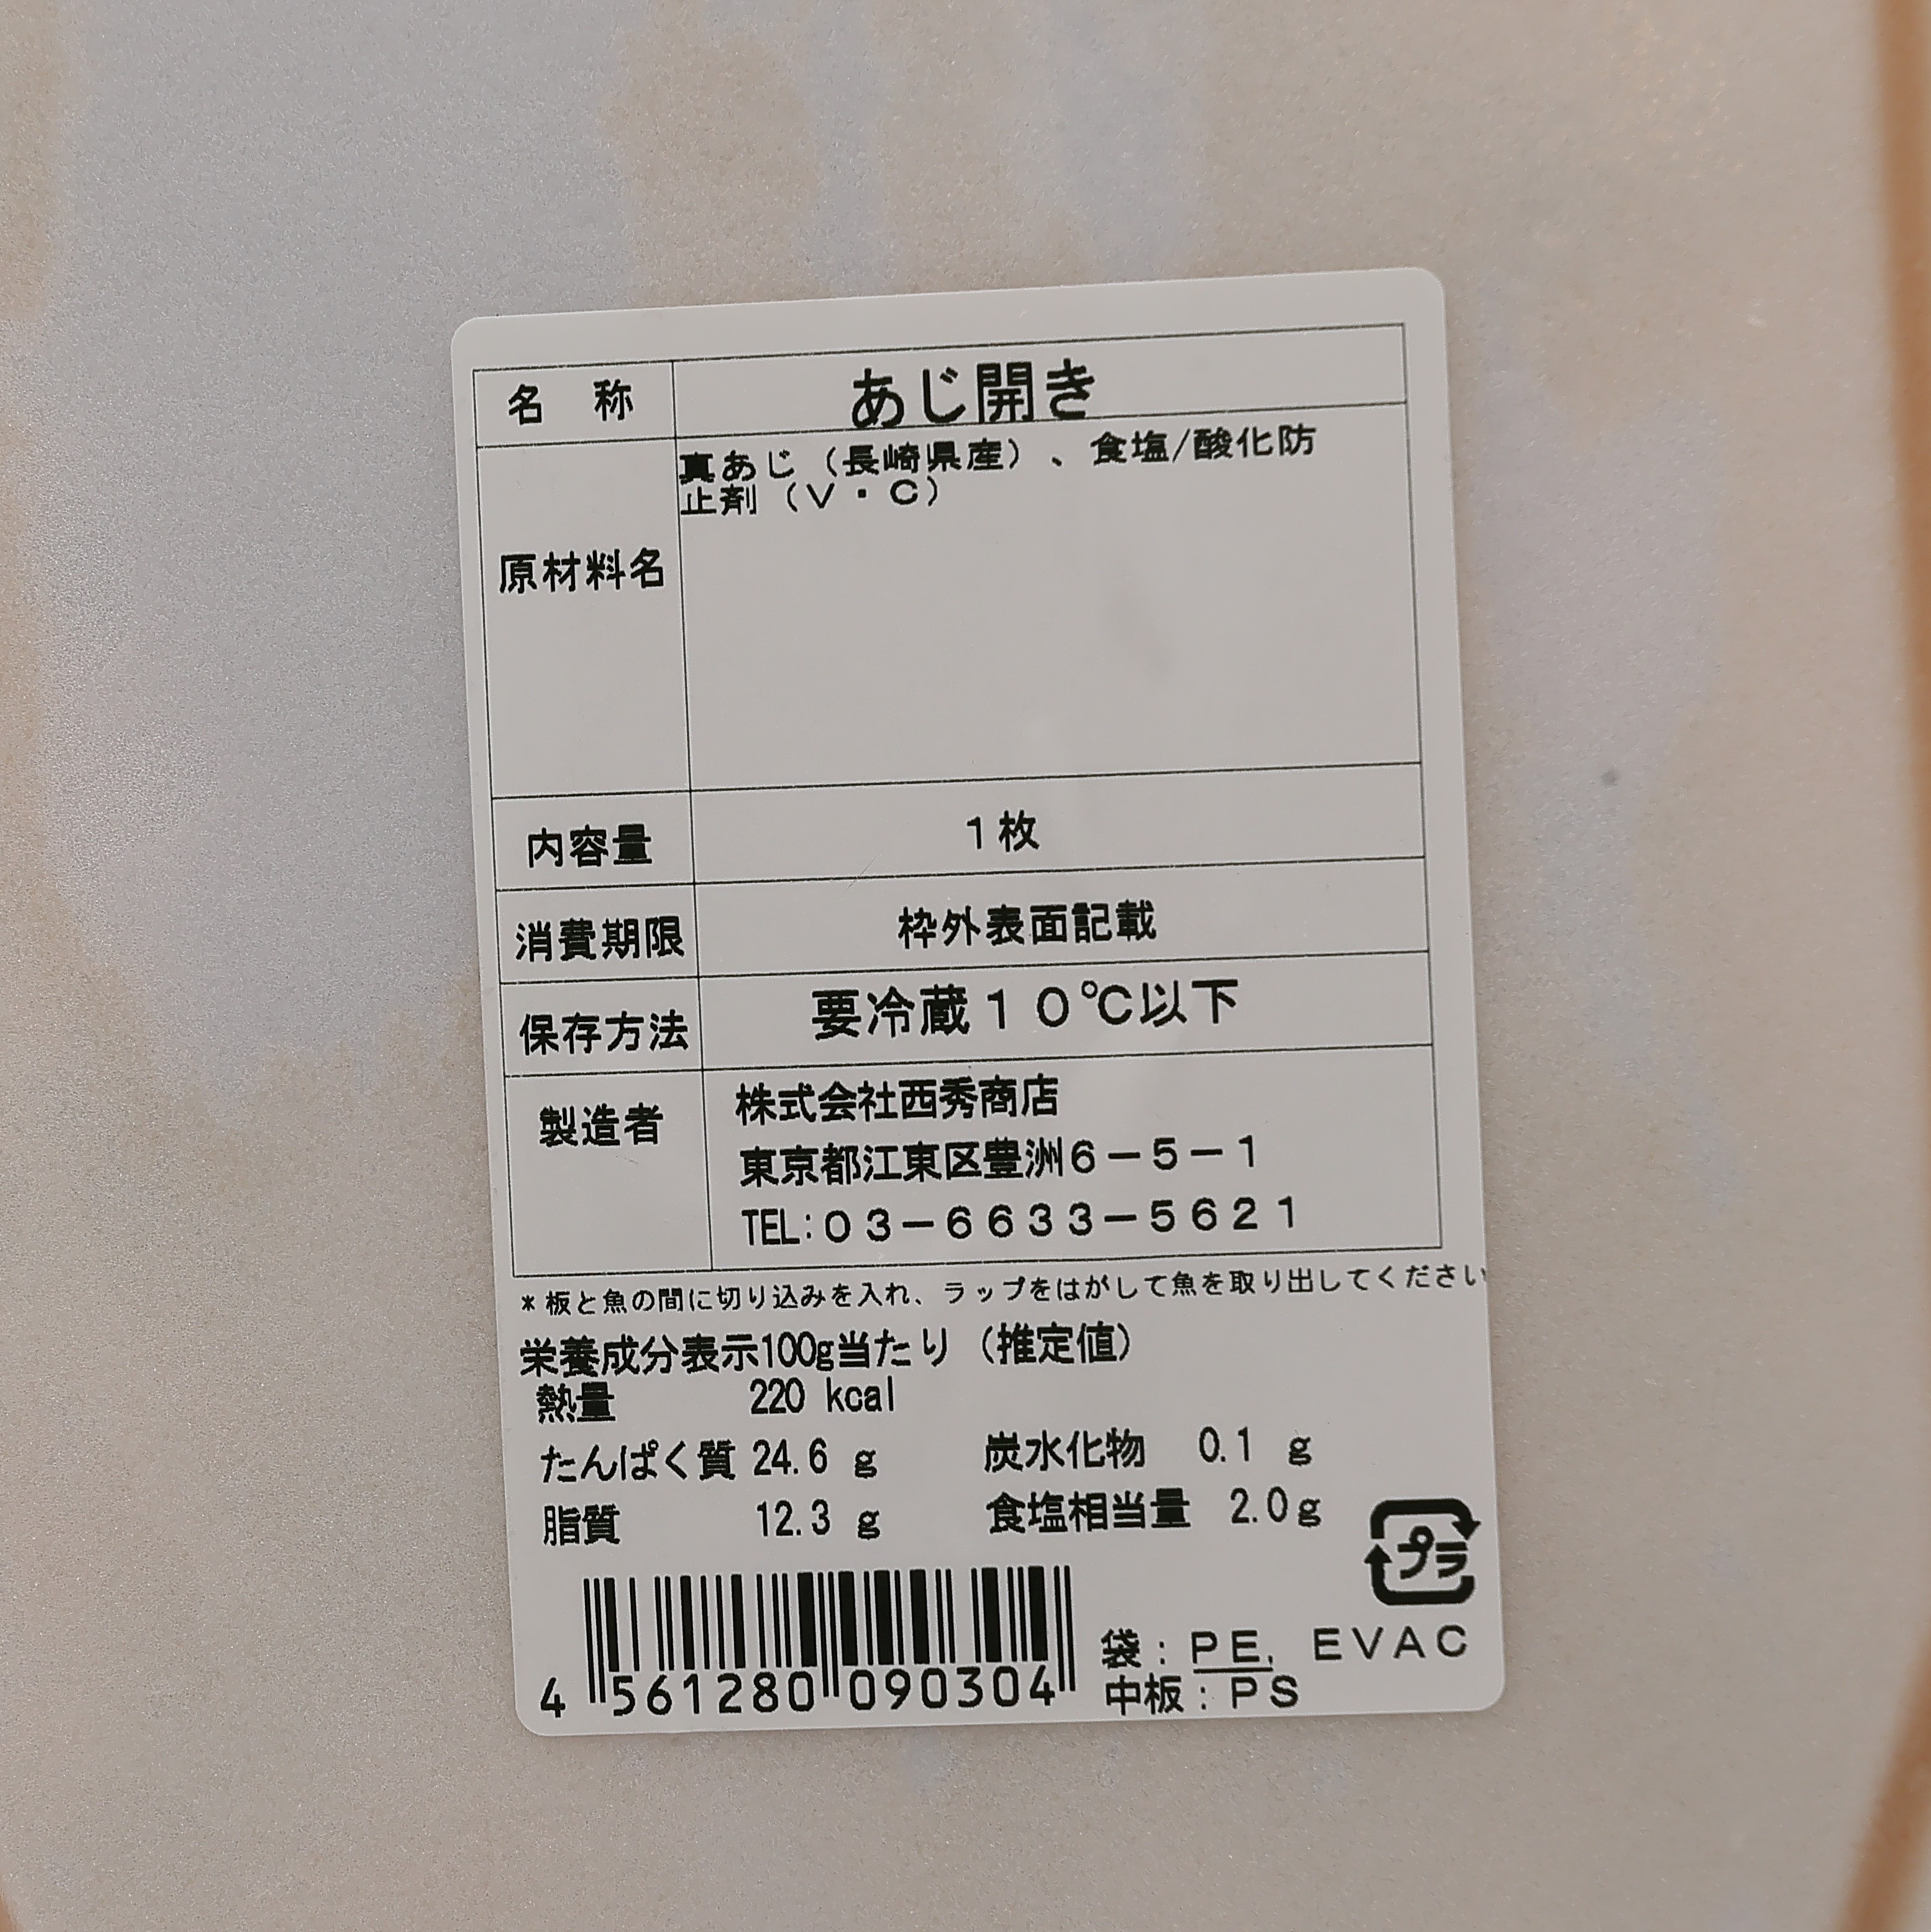 名 称 あじ開き
原材料名 真あじ（長崎県産）、食塩/酸化防
止剤（V・C）
内容量 1枚
消費期限 枠外表面記載
保存方法 要冷蔵10℃以下
製造者 株式会社西秀商店
東京都江東区豊洲6－5－1
TEL:03－6633－5621
*板と魚の間に切り込みを入れ、ラップをはがして魚を取り出してください
栄養成分表示100g当たり（推定値）
熱量 220 kcal
たんぱく質 24.6 g 炭水化物 0.1 g
脂質 12.3 g 食塩相当量 2.0g
プラ
袋：PE, EVAC
中板：PS
4 561280 090304